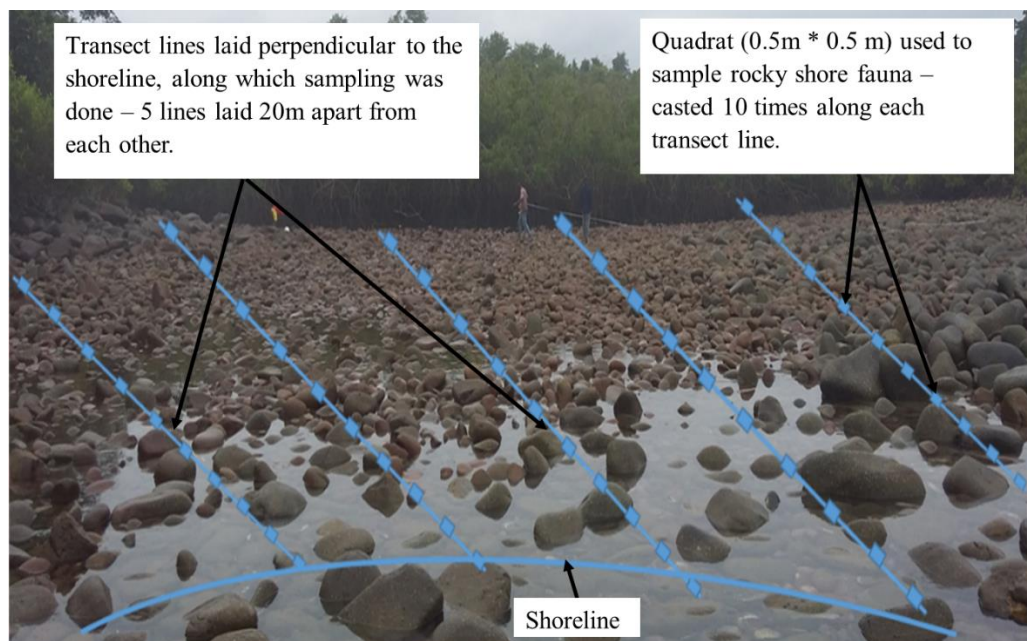 Transect lines laid perpendicular to the
shoreline, along which sampling was
done – 5 lines laid 20m apart from
each other.
Quadrat (0.5m * 0.5 m) used to
sample rocky shore fauna –
casted 10 times along each
transect line.
Shoreline